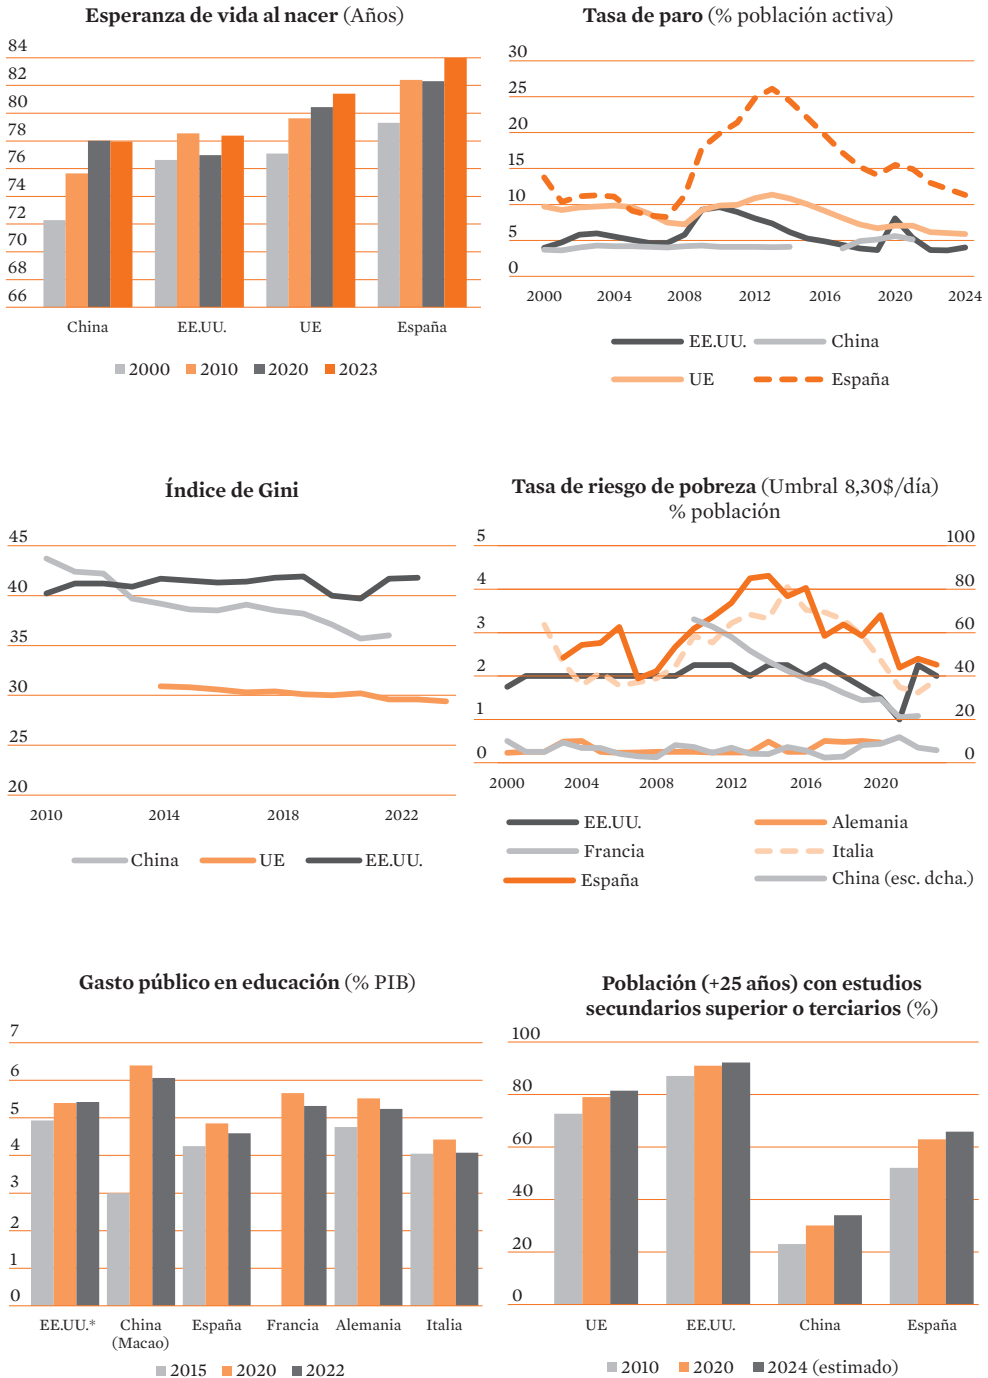 Esperanza de vida al nacer (Años)
84
82
80
78
76
74
72
70
68
66
China EE.UU. UE España
2000 2010 2020 2023
Tasa de paro (% población activa)
30
25
20
15
10
5
0
2000 2004 2008 2012 2016 2020 2024
EE.UU. China
UE España
Índice de Gini
45
40
35
30
25
20
2010 2014 2018 2022
China UE EE.UU.
Tasa de riesgo de pobreza (Umbral 8,30$/día)
% población
5 100
4 80
3 60
2 40
1 20
0 0
2000 2004 2008 2012 2016 2020
EE.UU. Alemania
Francia Italia
España China (esc. dcha.)
Gasto público en educación (% PIB)
7
6
5
4
3
2
1
0
EE.UU.* China España Francia Alemania Italia
(Macao)
2015 2020 2022
Población (+25 años) con estudios
secundarios superior o terciarios (%)
100
80
60
40
20
0
UE EE.UU. China España
2010 2020 2024 (estimado)